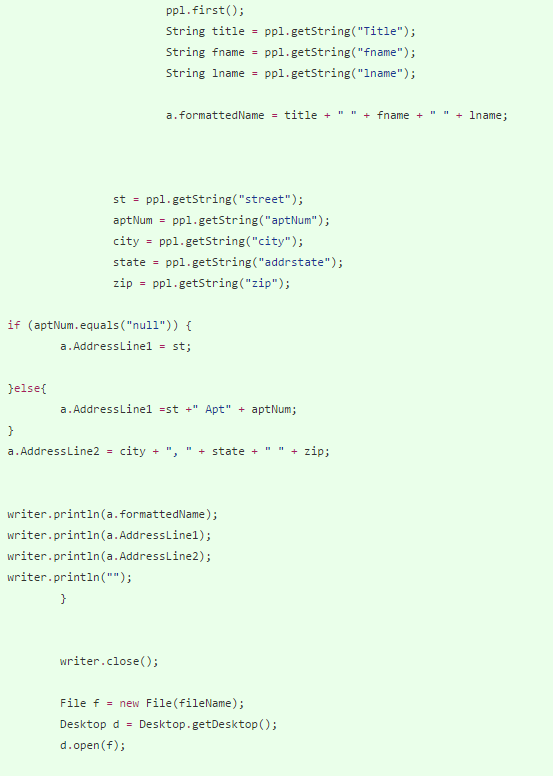 ppl.first();
String title = ppl.getString("Title");
String fname = ppl.getString("fname");
String lname = ppl.getString("lname");
a.formattedName = title + " " + fname + " " + lname;
st = ppl.getString("street");
aptNum = ppl.getString("aptNum");
city = ppl.getString("city");
state = ppl.getString("addrstate");
zip = ppl.getString("zip");
if (aptNum.equals("null")) {
a.AddressLine1 = st;
}else{
a.AddressLine1 =st +" Apt" + aptNum;
}
a.AddressLine2 = city + ", " + state + " " + zip;
writer.println(a.formattedName);
writer.println(a.AddressLine1);
writer.println(a.AddressLine2);
writer.println("");
}
writer.close();
File f = new File(fileName);
Desktop d = Desktop.getDesktop();
d.open(f);